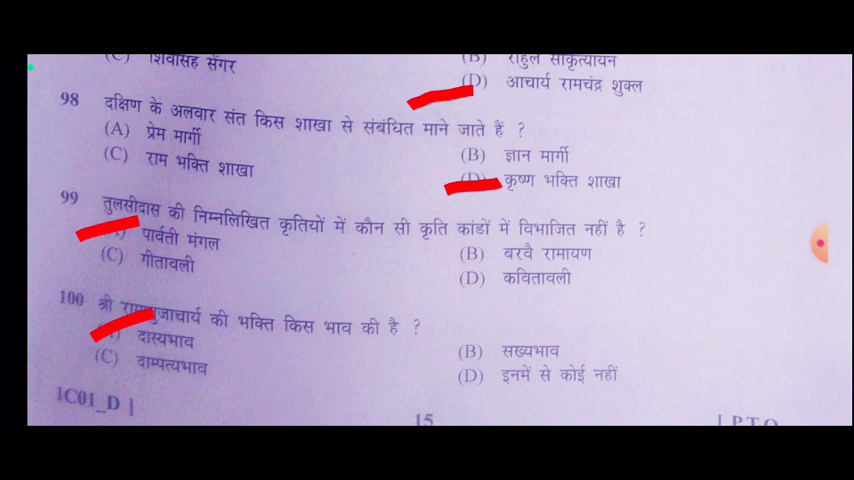 (C) शिवसिंह सेंगर
(B) राहुल सांकृत्यायन
(D) आचार्य रामचंद्र शुक्ल
98 दक्षिण के अलवार संत किस शाखा से संबंधित माने जाते हैं ?
(A) प्रेम मार्गी
(B) ज्ञान मार्गी
(C) राम भक्ति शाखा
(D) कृष्ण भक्ति शाखा
99 तुलसीदास की निम्नलिखित कृतियों में कौन सी कृति कांडों में विभाजित नहीं है ?
(A) पार्वती मंगल
(B) बरवै रामायण
(C) गीतावली
(D) कवितावली
100 श्री रामानुजाचार्य की भक्ति किस भाव की है ?
(A) दास्यभाव
(B) सख्यभाव
(C) दाम्पत्यभाव
(D) इनमें से कोई नहीं
1C01_D ]
15
[ P.T.O.